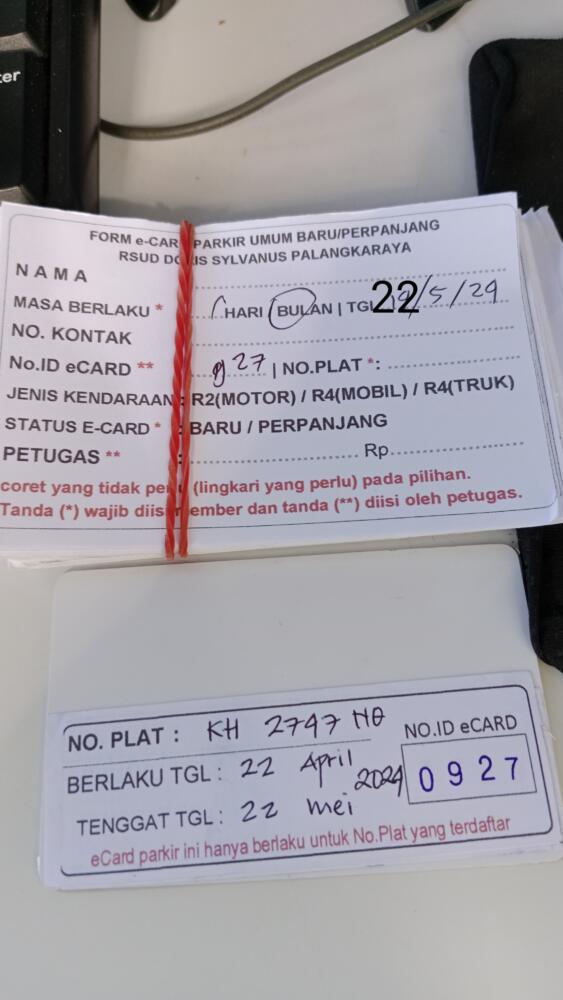 ter
FORM e-CAR PARKIR UMUM BARU/PERPANJANG
RSUD DO IS SYLVANUS PALANGKARAYA
NAMA
MASA BERLAKU * HARI (BULAN | TGL 22/5/29
NO. KONTAK
No.ID eCARD ** 927 | NO.PLAT *:
JENIS KENDARAAN : R2(MOTOR) / R4(MOBIL) / R4(TRUK)
STATUS E-CARD * : BARU / PERPANJANG
PETUGAS ** : Rp.
coret yang tidak pe (lingkari yang perlu) pada pilihan.
Tanda (*) wajib diis member dan tanda (**) diisi oleh petugas.
NO. PLAT : KH 2747 NQ
NO.ID eCARD
BERLAKU TGL : 22 April 2024
0927
TENGGAT TGL : 22 mei
eCard parkir ini hanya berlaku untuk No.Plat yang terdaftar